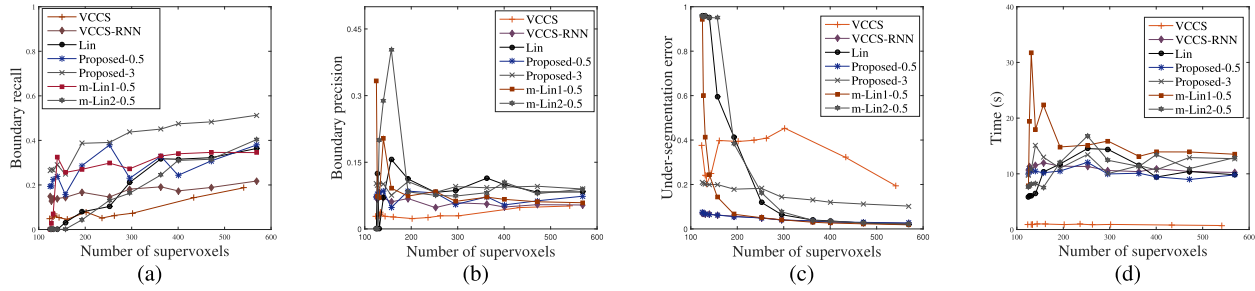 1
0.8
0.6
0.4
0.2
0
Boundary recall
VCCS
VCCS-RNN
Lin
Proposed-0.5
Proposed-3
m-Lin1-0.5
m-Lin2-0.5
100 200 300 400 500 600
Number of supervoxels
(a)
0.45
0.3
0.15
0
Boundary precision
VCCS
VCCS-RNN
Lin
Proposed-0.5
Proposed-3
m-Lin1-0.5
m-Lin2-0.5
100 200 300 400 500 600
Number of supervoxels
(b)
1
0.8
0.6
0.4
0.2
0
Under-segmentation error
VCCS
VCCS-RNN
Lin
Proposed-0.5
Proposed-3
m-Lin1-0.5
m-Lin2-0.5
100 200 300 400 500 600
Number of supervoxels
(c)
40
30
20
10
0
Time (s)
VCCS
VCCS-RNN
Lin
Proposed-0.5
Proposed-3
m-Lin1-0.5
m-Lin2-0.5
100 200 300 400 500 600
Number of supervoxels
(d)